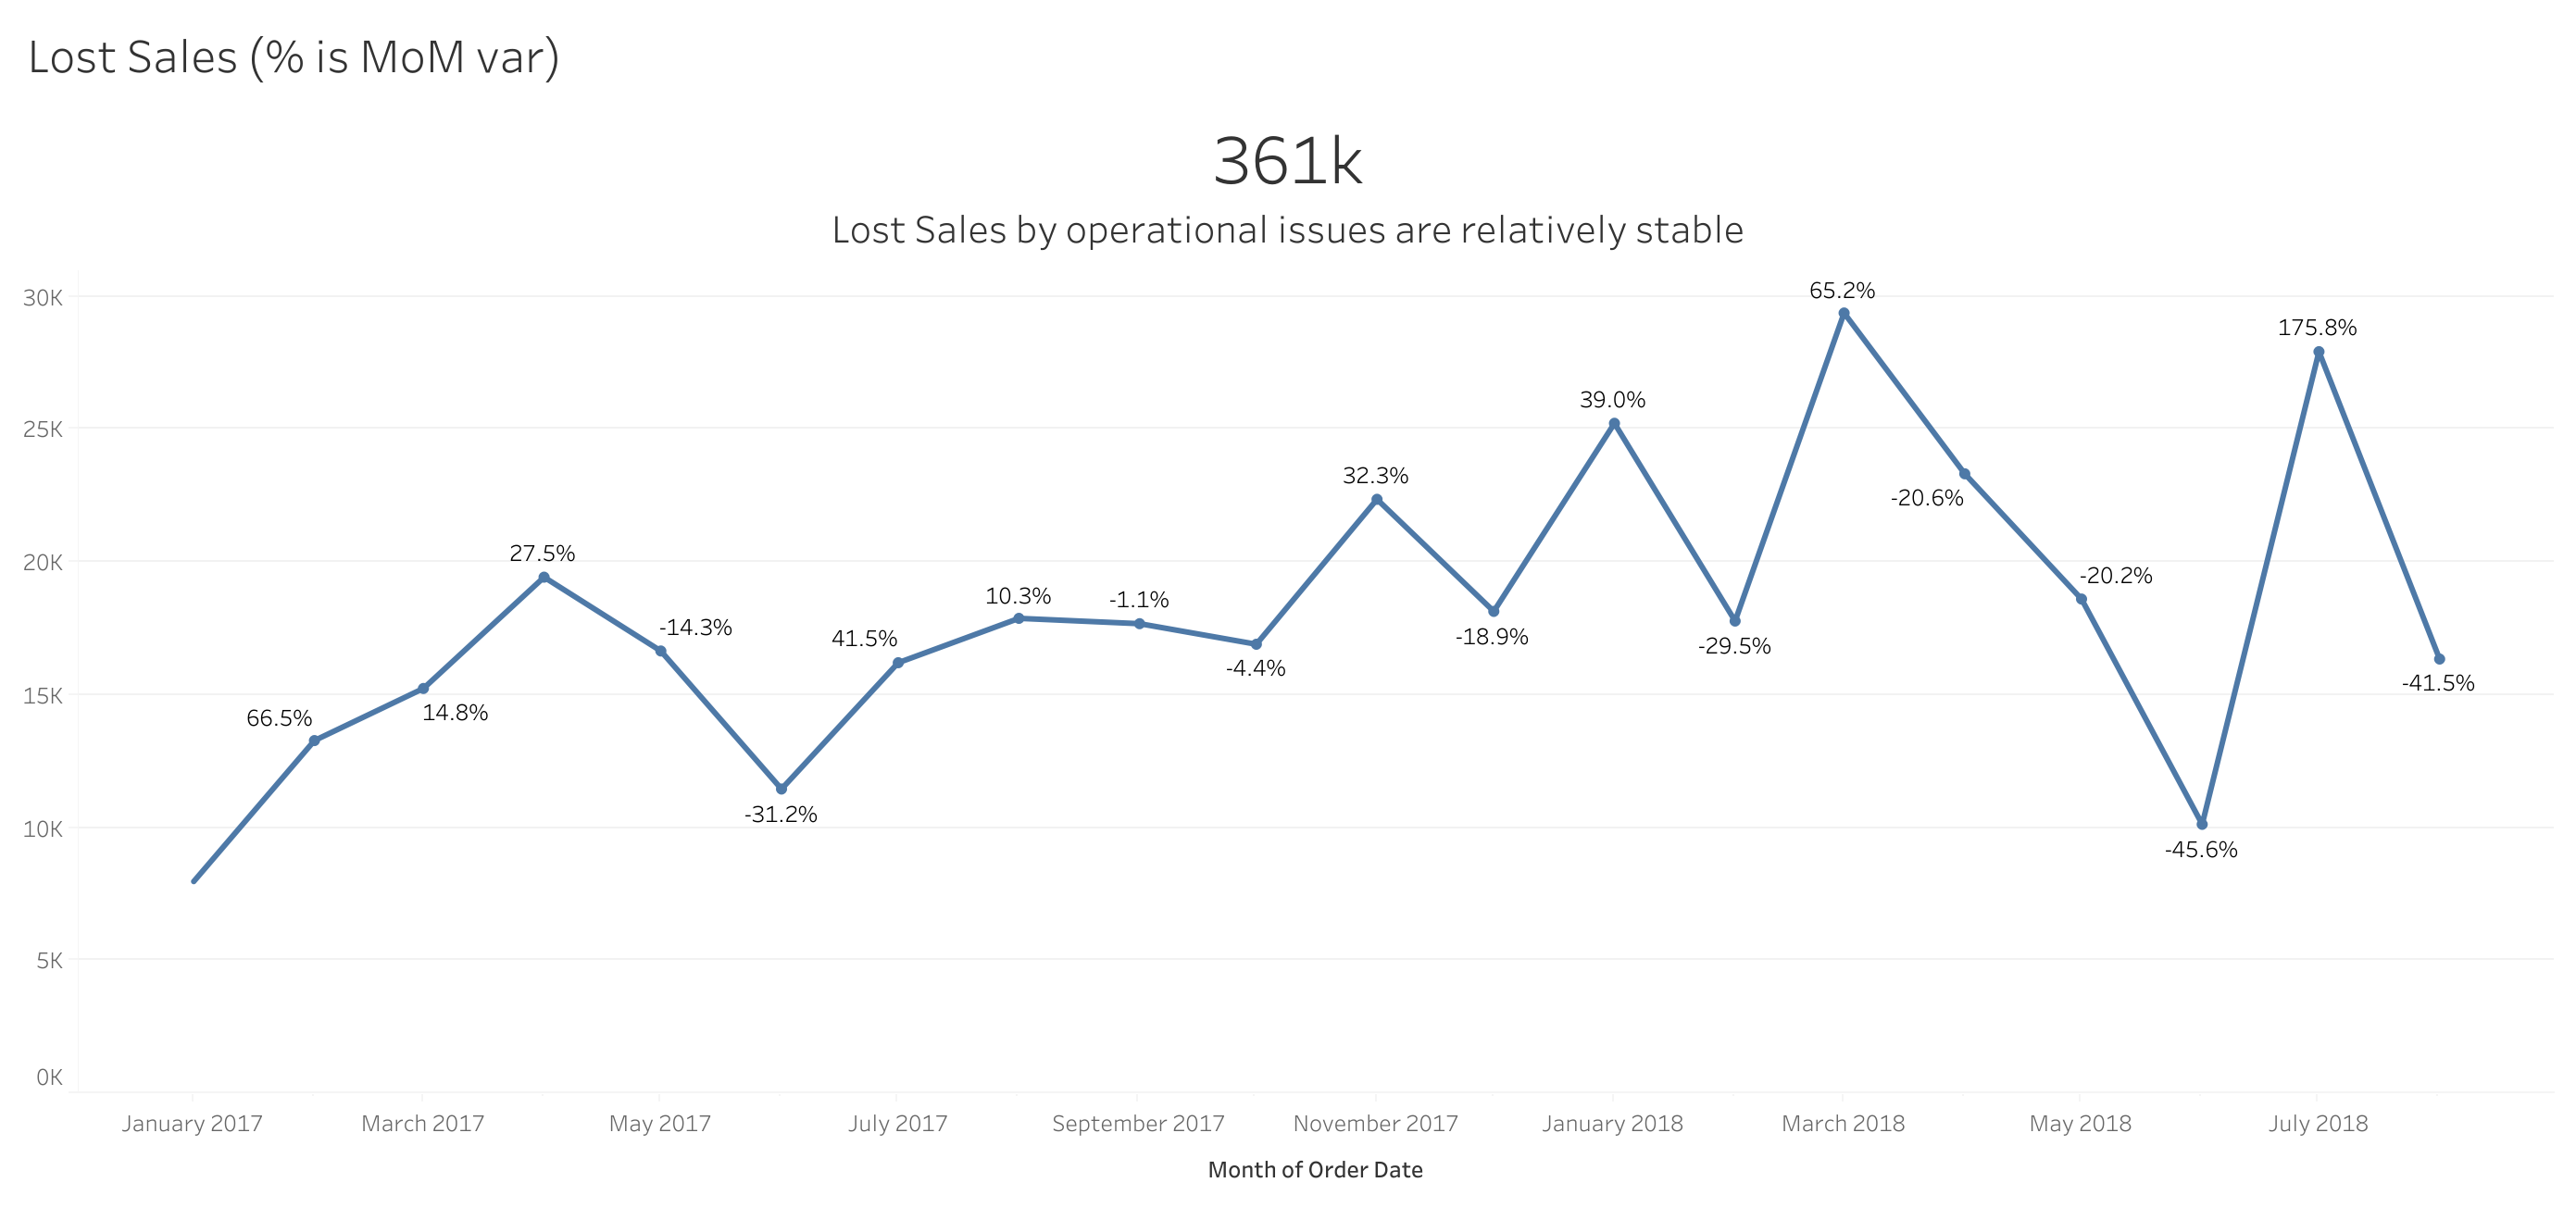 Lost Sales (% is MoM var)
361k
Lost Sales by operational issues are relatively stable
30K
25K
20K
15K
10K
5K
0K
66.5%
14.8%
27.5%
-14.3%
-31.2%
41.5%
10.3%
-1.1%
-4.4%
32.3%
-18.9%
39.0%
-29.5%
65.2%
-20.6%
-20.2%
-45.6%
175.8%
-41.5%
January 2017 March 2017 May 2017 July 2017 September 2017 November 2017 January 2018 March 2018 May 2018 July 2018
Month of Order Date